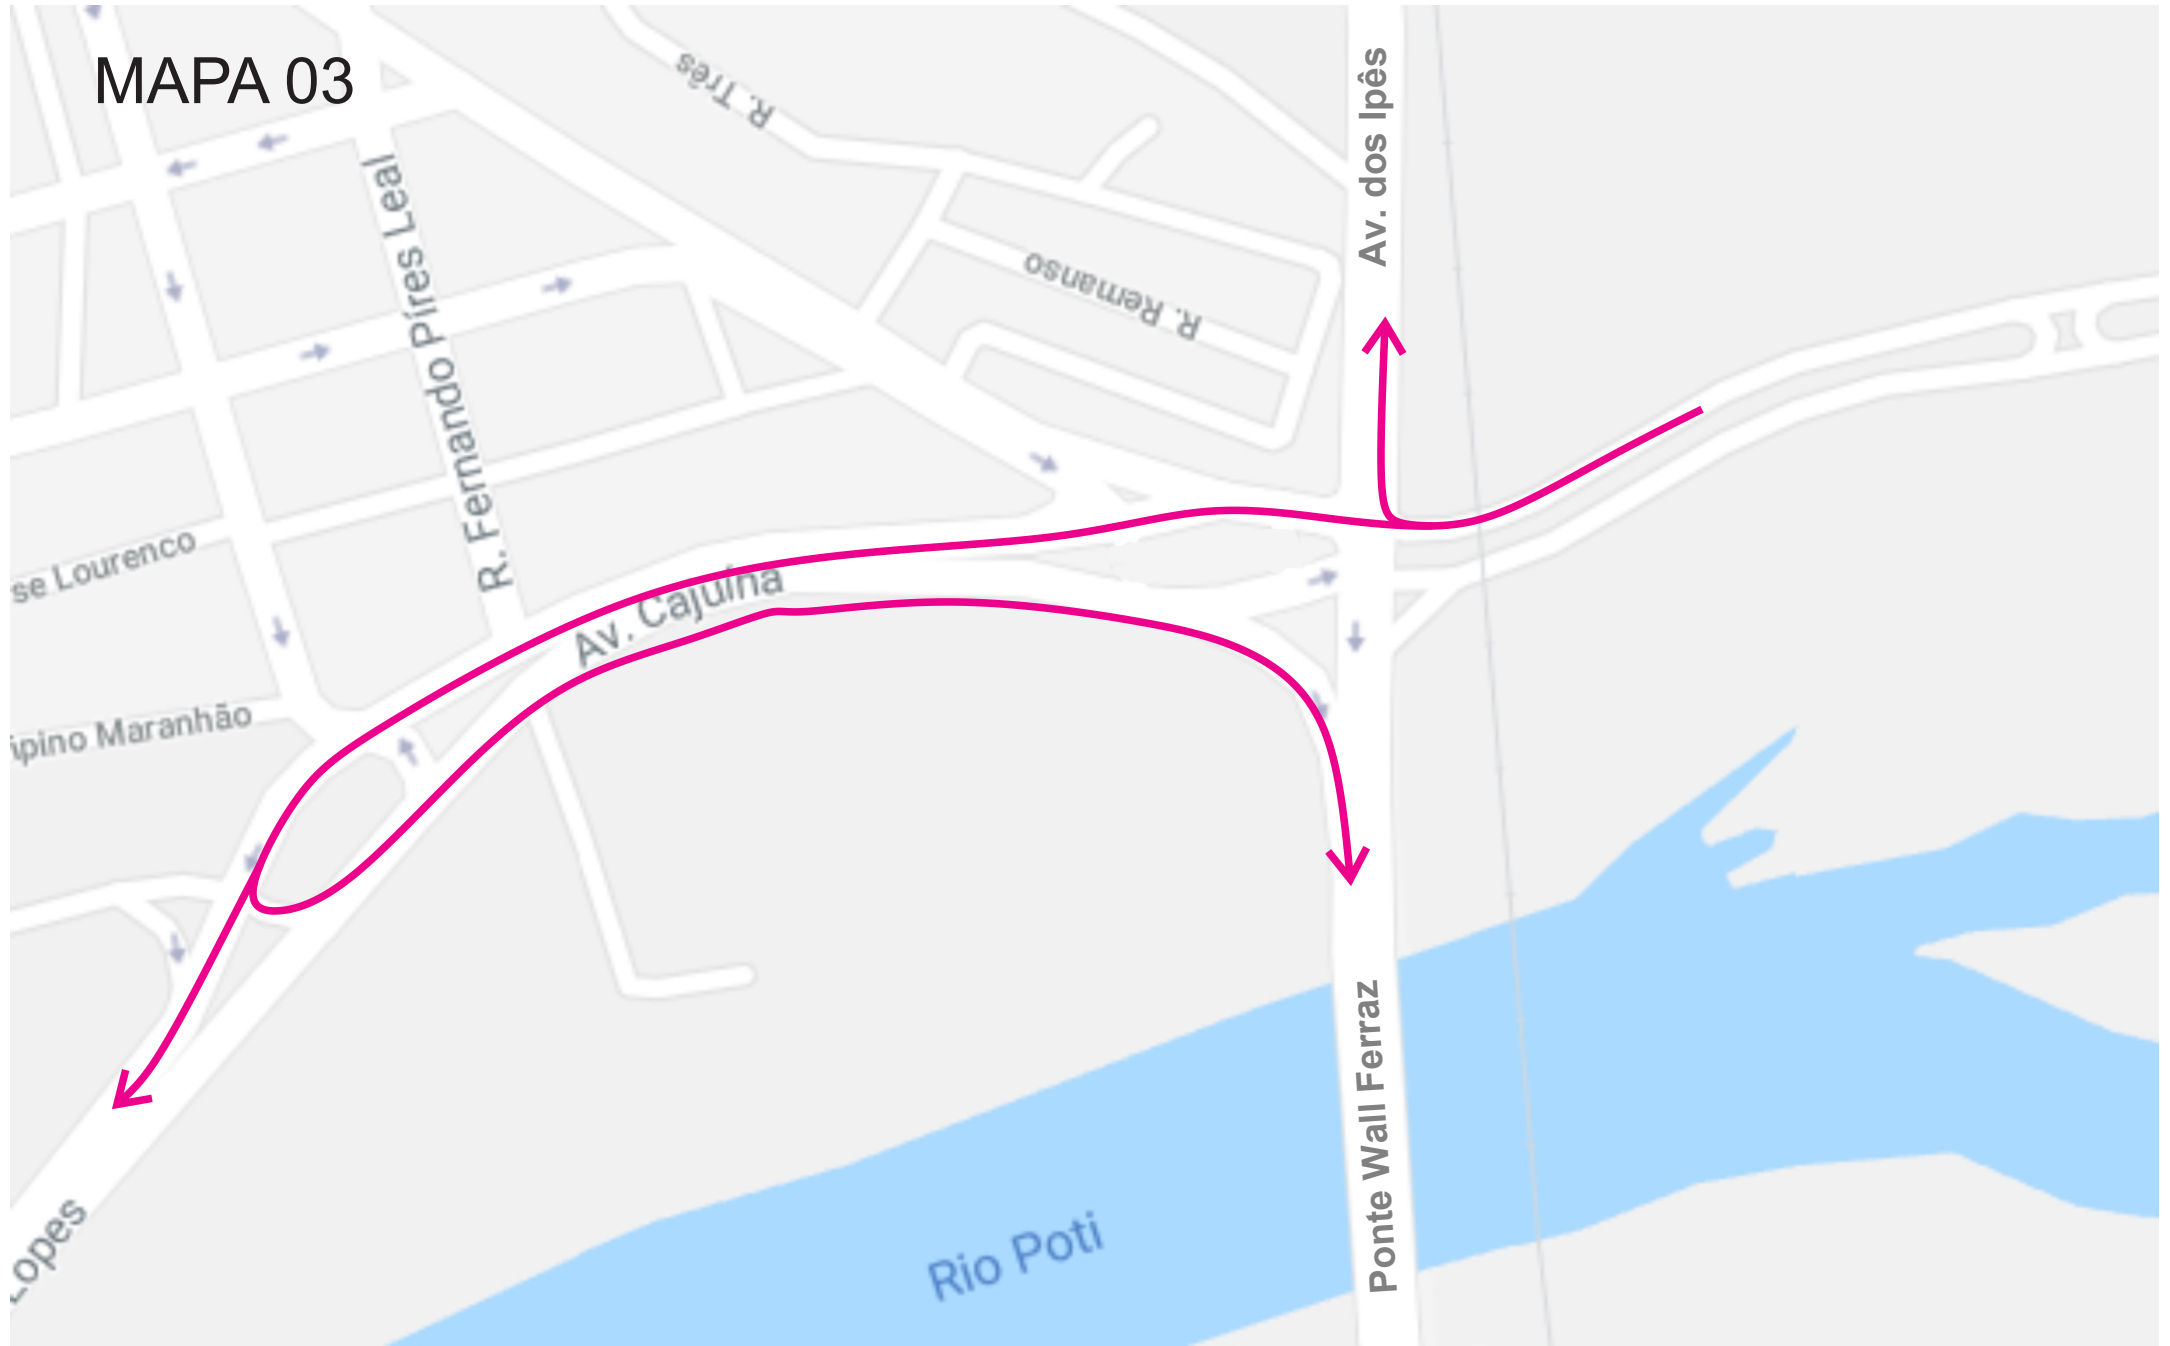 MAPA 03
R. Três
Av. dos Ipês
R. Fernando Pires Leal
R. Remanso
se Lourenco
Av. Cajuína
ipino Maranhão
Ponte Wall Ferraz
Lopes
Rio Poti